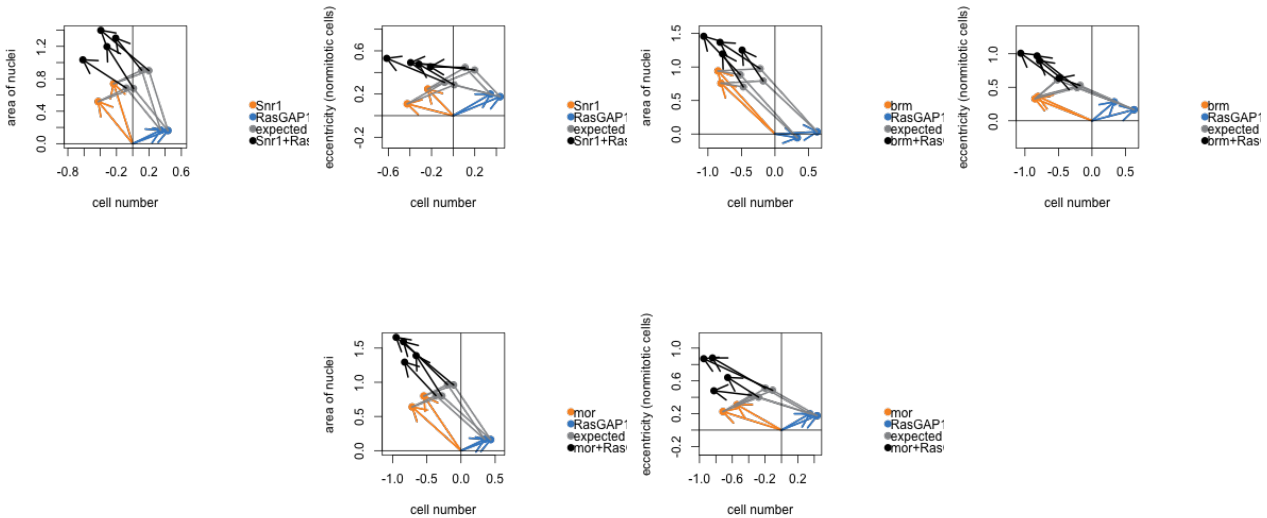 area of nuclei
0.0 0.4 0.8 1.2
-0.8 -0.2 0.2 0.6
cell number
Snr1
RasGAP1
expected
Snr1+Ras
eccentricity (nonmitotic cells)
-0.2 0.2 0.6
-0.6 -0.2 0.2
cell number
Snr1
RasGAP1
expected
Snr1+Ras
area of nuclei
0.0 0.5 1.0 1.5
-1.0 -0.5 0.0 0.5
cell number
brm
RasGAP1
expected
brm+Ras
eccentricity (nonmitotic cells)
0.0 0.5 1.0
-1.0 -0.5 0.0 0.5
cell number
brm
RasGAP1
expected
brm+Ras
area of nuclei
0.0 0.5 1.0 1.5
-1.0 -0.5 0.0 0.5
cell number
mor
RasGAP1
expected
mor+Ras
eccentricity (nonmitotic cells)
-0.2 0.2 0.6 1.0
-1.0 -0.6 -0.2 0.2
cell number
mor
RasGAP1
expected
mor+Ras